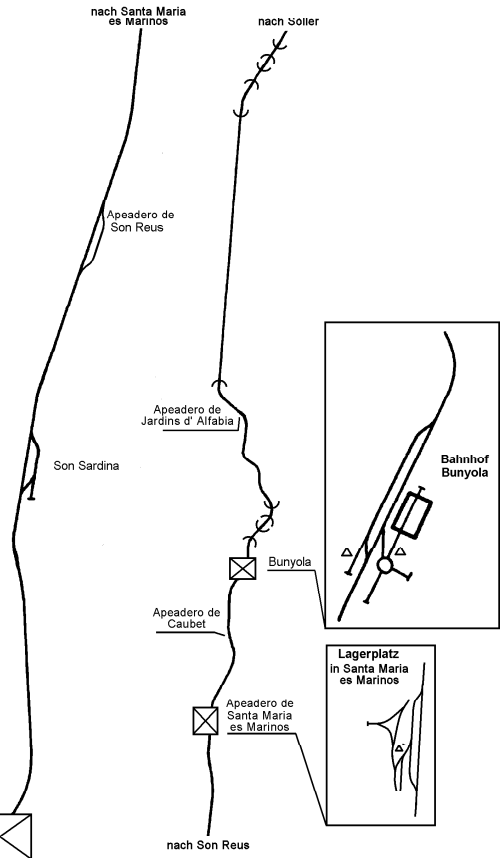 nach Santa Maria
es Marinos
Apeadero de
Son Reus
Son Sardina
nach Soller
Apeadero de
Jardins d' Alfabia
Bunyola
Apeadero de
Caubet
Apeadero de
Santa Maria
es Marinos
nach Son Reus
Bahnhof
Bunyola
Lagerplatz
in Santa Maria
es Marinos